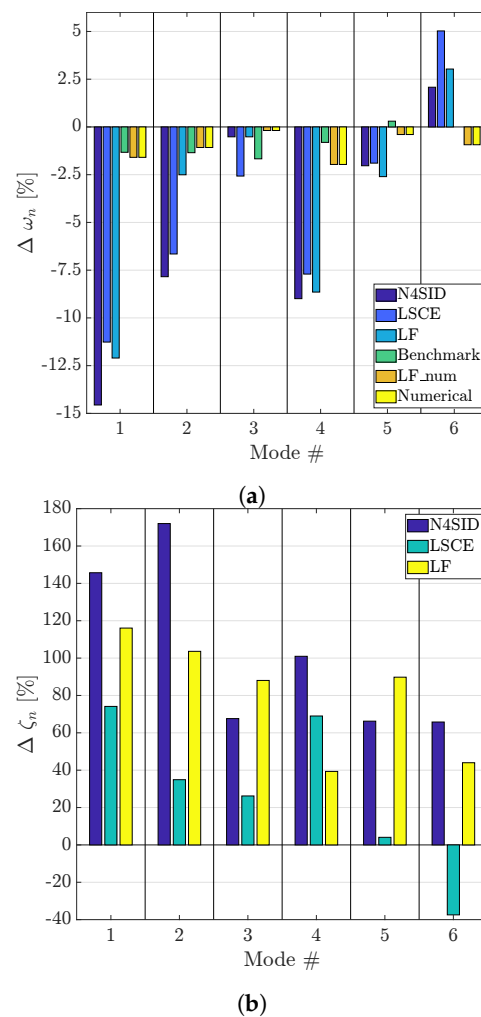 5
2.5
0
-2.5
-5
-7.5
-10
-12.5
-15
Δ ω_n [%]
N4SID
LSCE
LF
Benchmark
LF_num
Numerical
1 2 3 4 5 6
Mode #
(a)
180
160
140
120
100
80
60
40
20
0
-20
-40
Δ ζ_n [%]
N4SID
LSCE
LF
1 2 3 4 5 6
Mode #
(b)